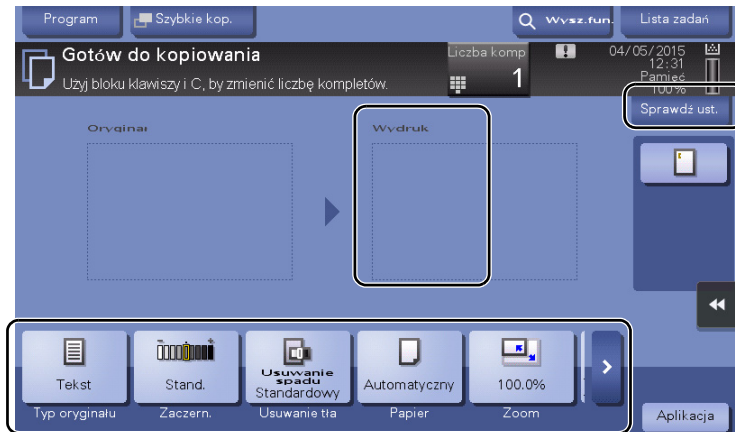 Program
Szybkie kop.
Wysz.fun.
Lista zadań
Gotów do kopiowania
Użyj bloku klawiszy i C, by zmienić liczbę kompletów.
Liczba komp
1
04/05/2015
12:31
Pamięć
100%
Sprawdź ust.
Oryginał
Wydruk
Tekst
Stand.
Usuwanie
spadu
Standardowy
Automatyczny
100.0%
Typ oryginału
Zaczern.
Usuwanie tła
Papier
Zoom
Aplikacja